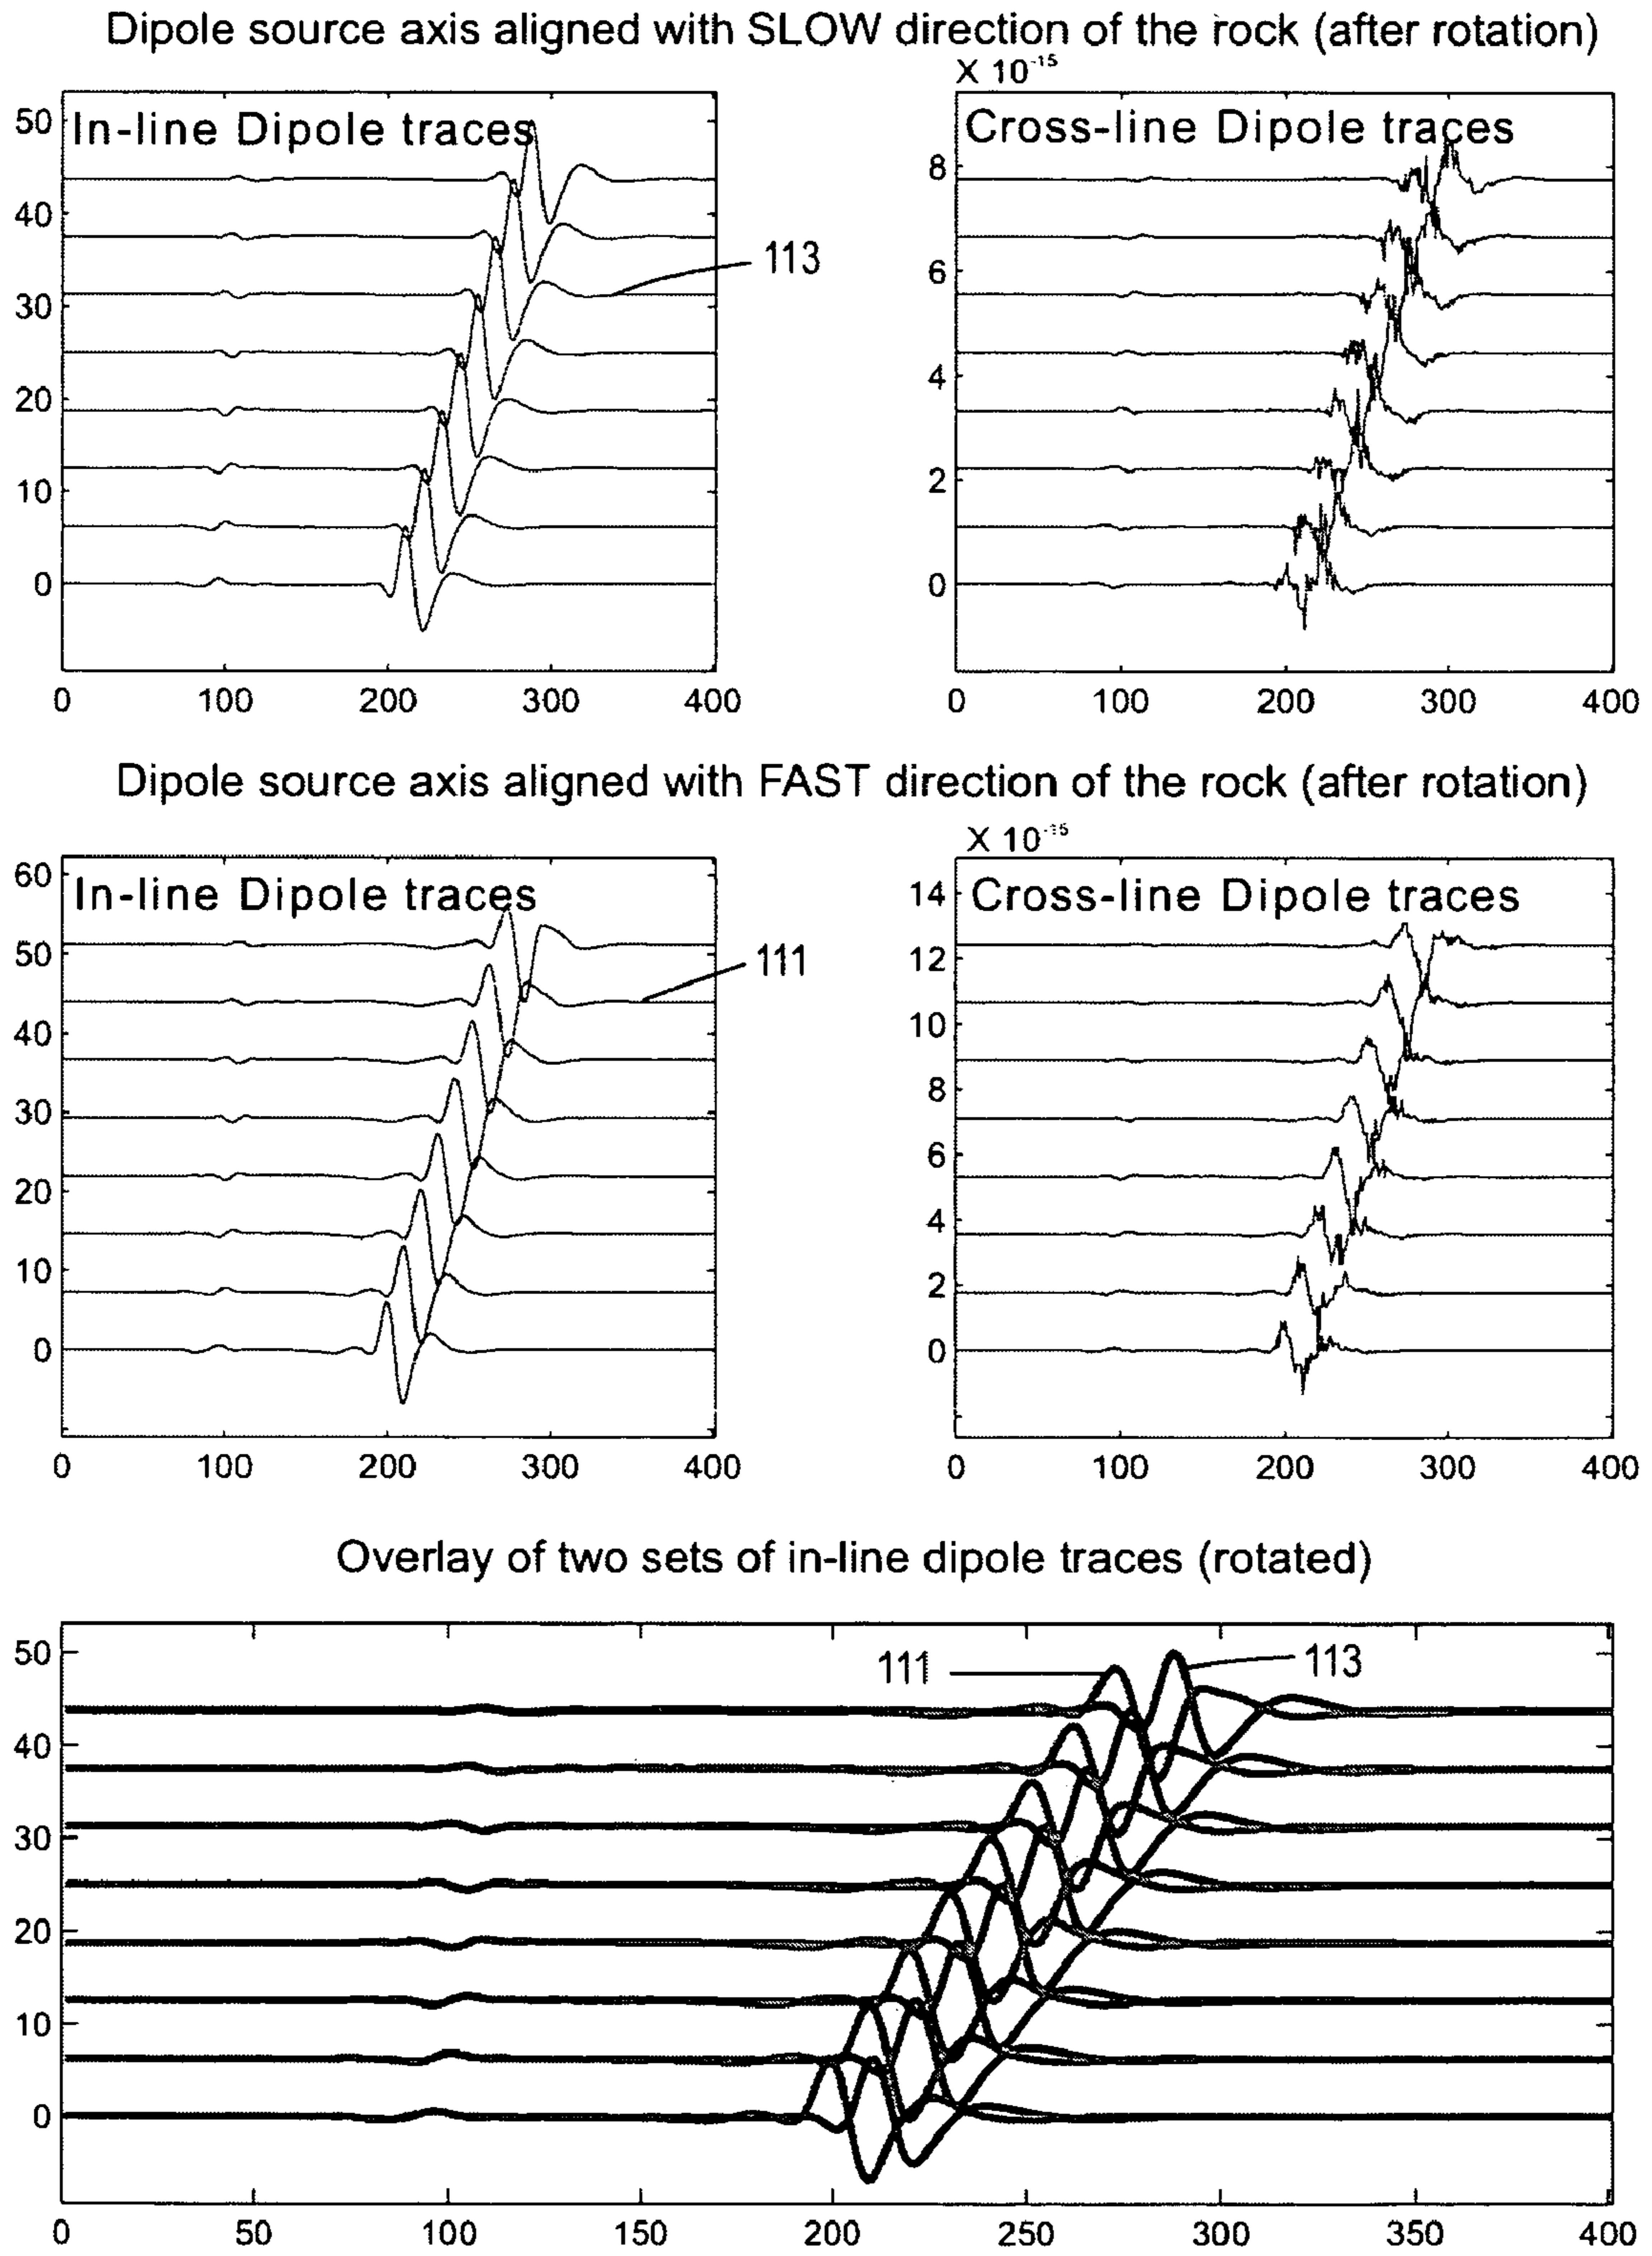 Dipole source axis aligned with SLOW direction of the rock (after rotation)
X 10⁻¹⁵
In-line Dipole traces
Cross-line Dipole traces
50
40
30
20
10
0
113
8
6
4
2
0
0 100 200 300 400
0 100 200 300 400
Dipole source axis aligned with FAST direction of the rock (after rotation)
X 10⁻¹⁵
In-line Dipole traces
Cross-line Dipole traces
60
50
40
30
20
10
0
111
14
12
10
8
6
4
2
0
0 100 200 300 400
0 100 200 300 400
Overlay of two sets of in-line dipole traces (rotated)
50
40
30
20
10
0
111
113
0 50 100 150 200 250 300 350 400